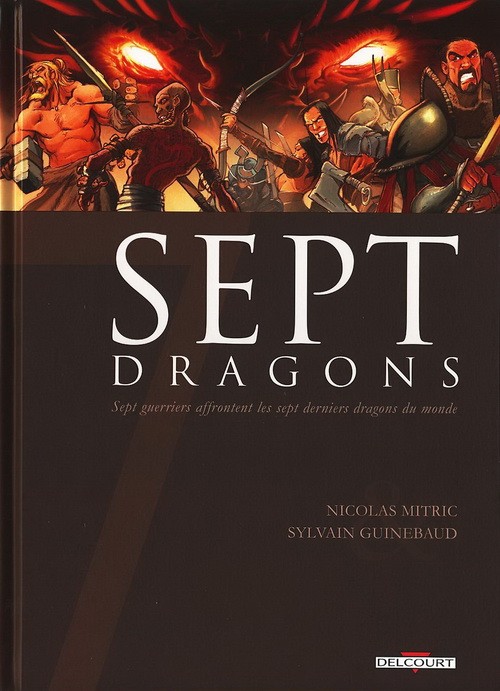 SEPT
DRAGONS
Sept guerriers affrontent les sept derniers dragons du monde
NICOLAS MITRIC
SYLVAIN GUINEBAUD
DELCOURT